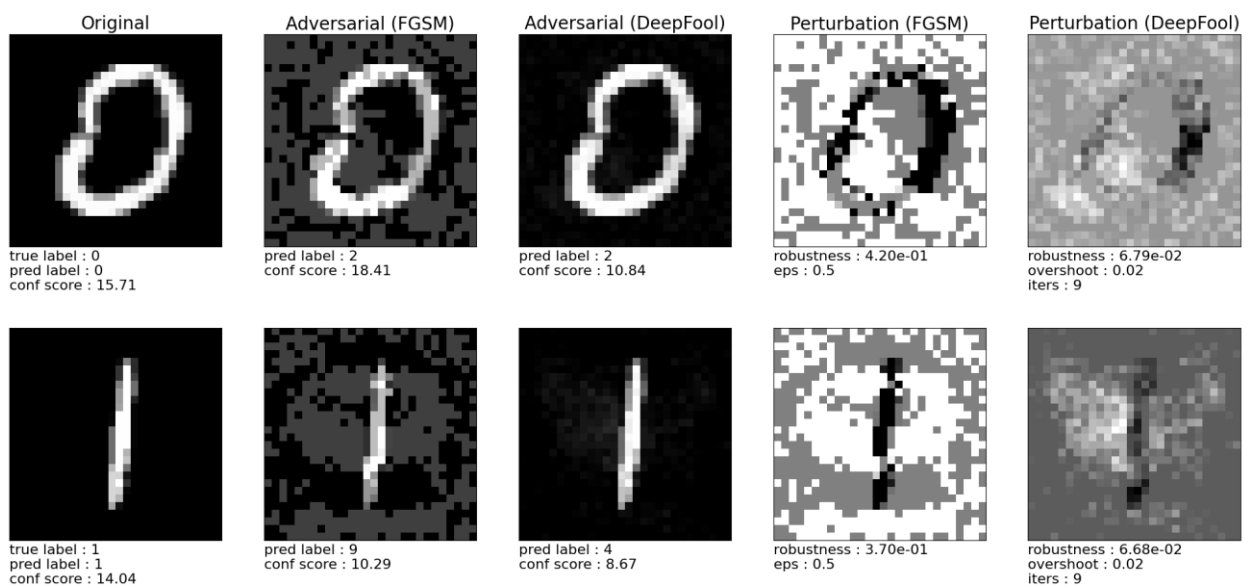 Original
Adversarial (FGSM)
Adversarial (DeepFool)
Perturbation (FGSM)
Perturbation (DeepFool)
true label : 0
pred label : 0
conf score : 15.71
pred label : 2
conf score : 18.41
pred label : 2
conf score : 10.84
robustness : 4.20e-01
eps : 0.5
robustness : 6.79e-02
overshoot : 0.02
iters : 9
true label : 1
pred label : 1
conf score : 14.04
pred label : 9
conf score : 10.29
pred label : 4
conf score : 8.67
robustness : 3.70e-01
eps : 0.5
robustness : 6.68e-02
overshoot : 0.02
iters : 9